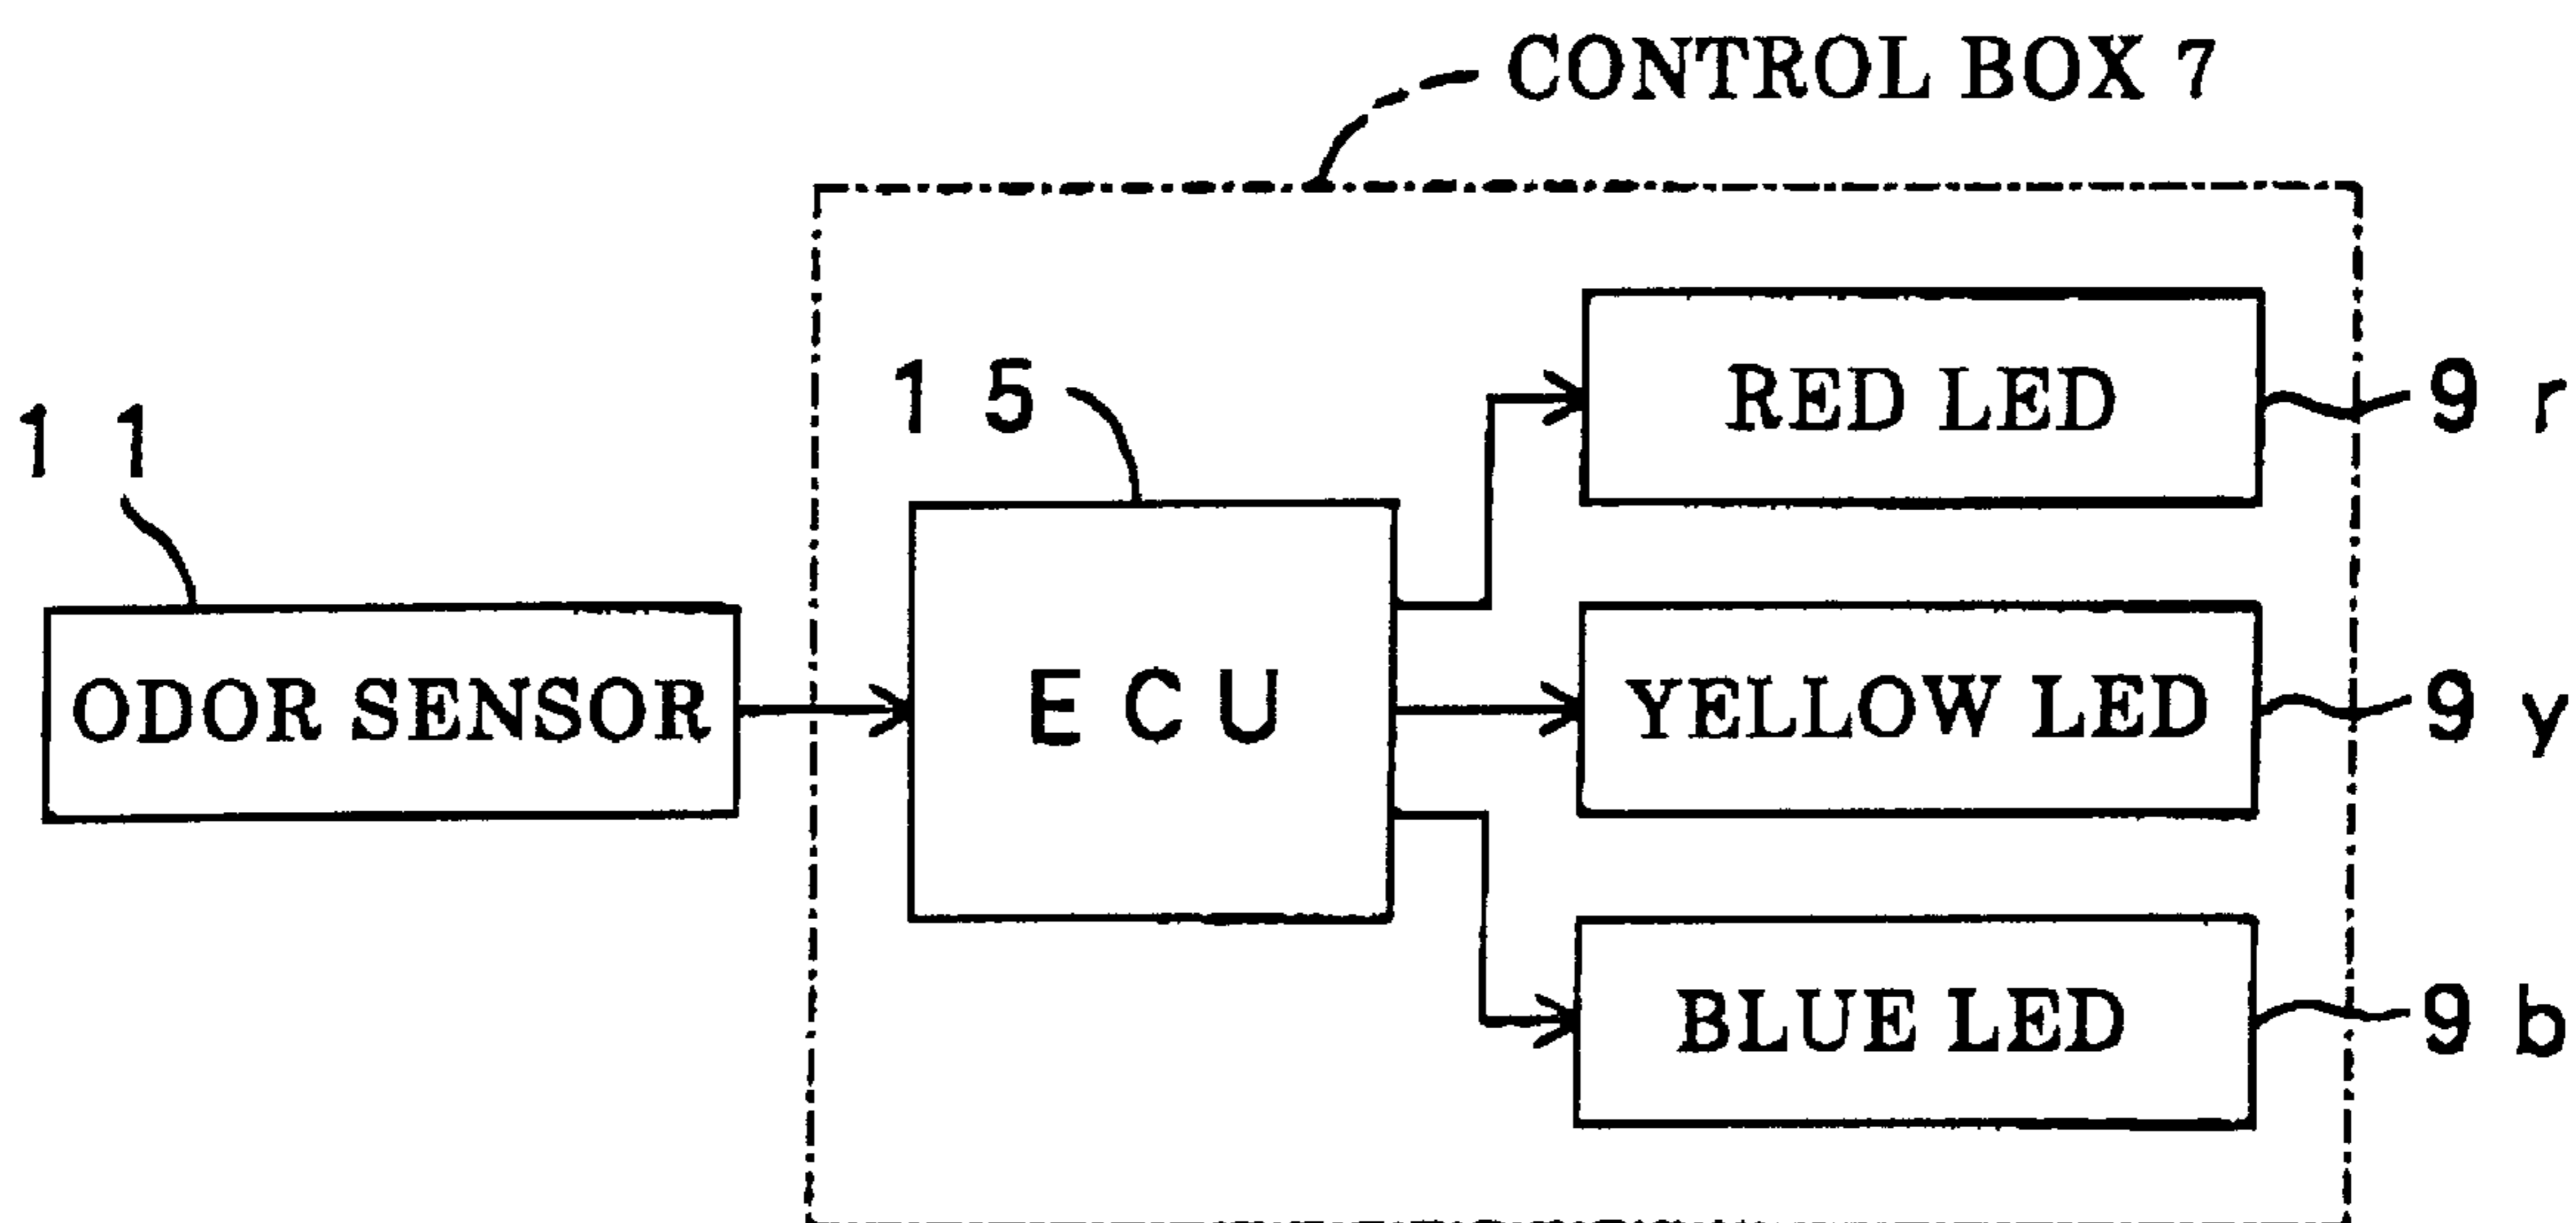 CONTROL BOX 7
1 1
1 5
RED LED
9 r
ODOR SENSOR
E C U
YELLOW LED
9 y
BLUE LED
9 b